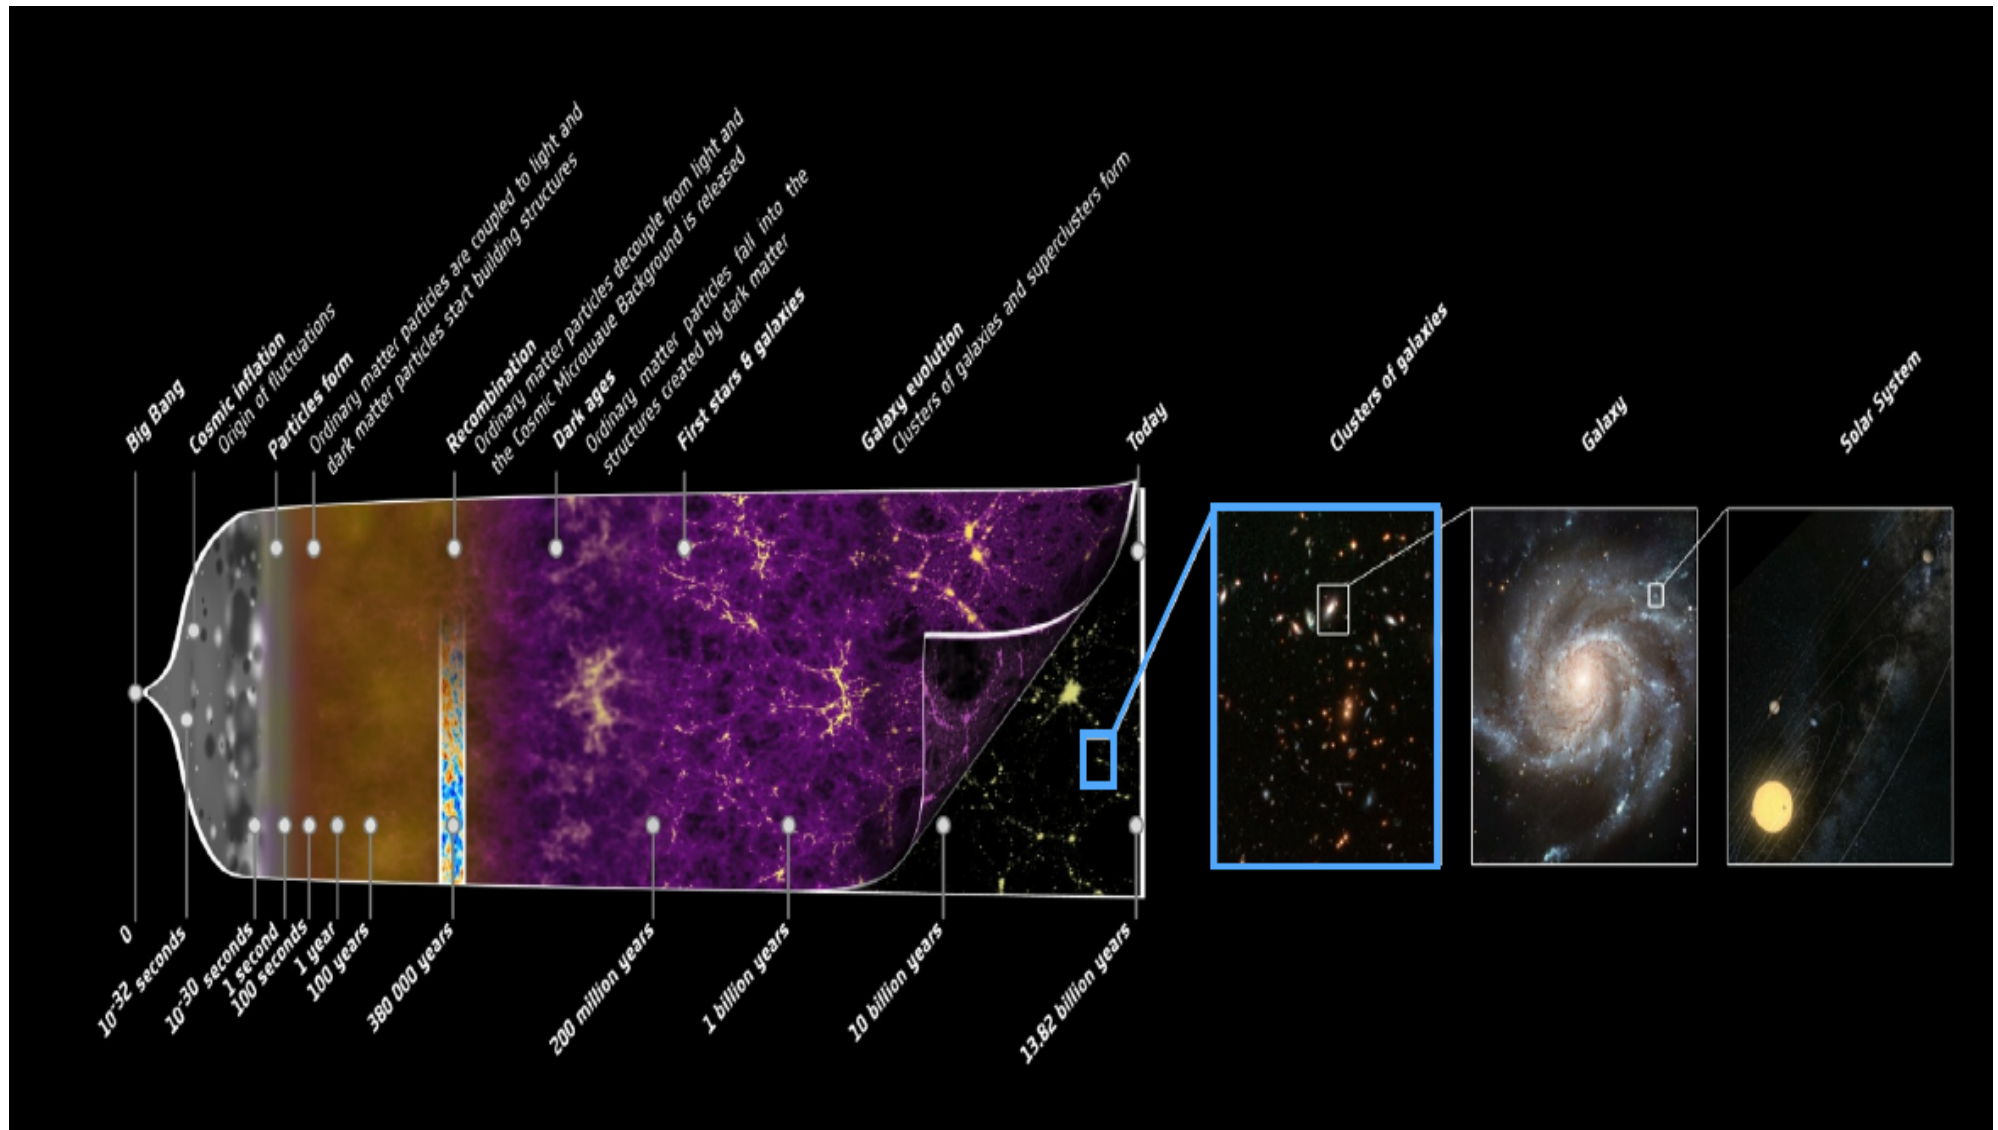 Big Bang
Cosmic inflation
Origin of fluctuations
Particles form
Ordinary matter particles are coupled to light and
dark matter particles start building structures
Recombination
Ordinary matter particles decouple from light and
the Cosmic Microwave Background is released
Dark ages
Ordinary matter particles fall into the
structures created by dark matter
First stars & galaxies
Galaxy evolution
Clusters of galaxies and superclusters form
Today
Clusters of galaxies
Galaxy
Solar System
0
10⁻³² seconds
10⁻³⁰ seconds
1 second
100 seconds
1 year
100 years
380 000 years
200 million years
1 billion years
10 billion years
13.82 billion years